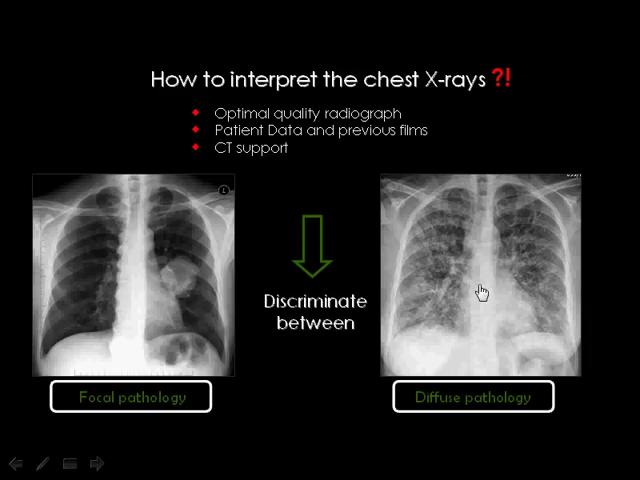 How to interpret the chest X-rays ?!
Optimal quality radiograph
Patient Data and previous films
CT support
Discriminate
between
Focal pathology
Diffuse pathology